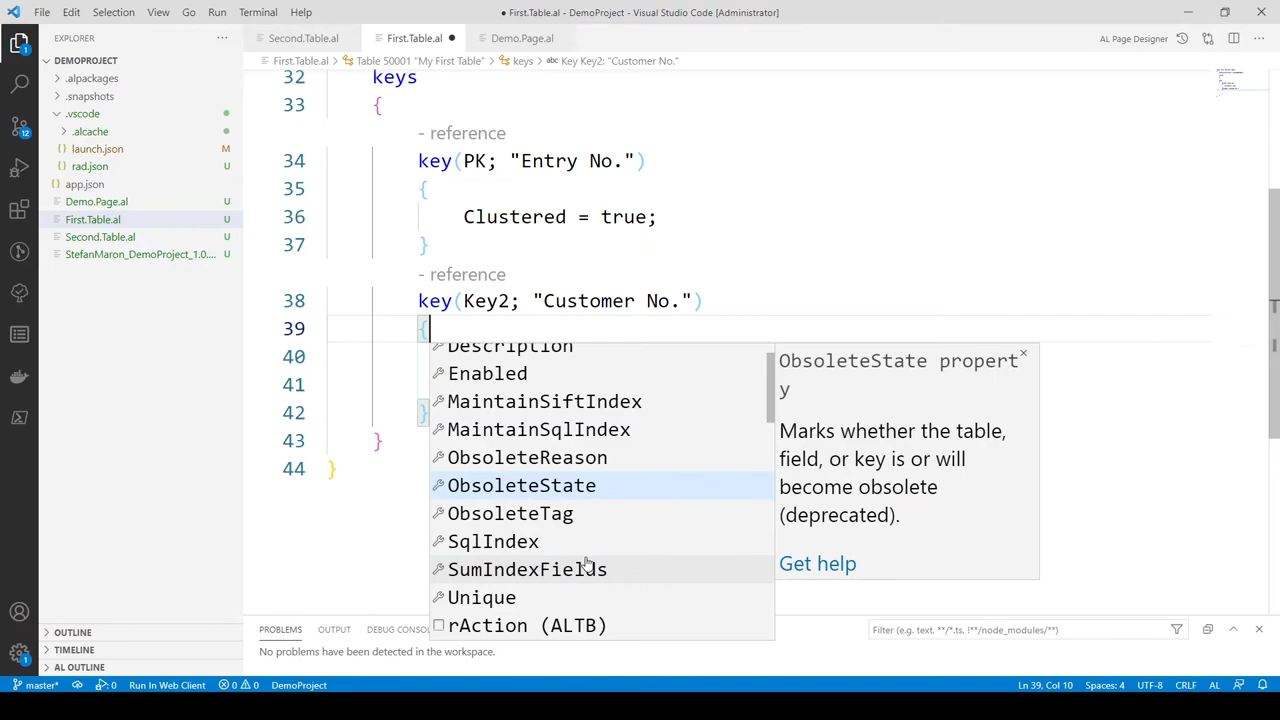 File Edit Selection View Go Run Terminal Help
● First.Table.al - DemoProject - Visual Studio Code [Administrator]
EXPLORER
DEMOPROJECT
.alpackages
.snapshots
.vscode
.alcache
launch.json M
rad.json U
app.json
Demo.Page.al U
First.Table.al U
Second.Table.al U
StefanMaron_DemoProject_1.0.... U
OUTLINE
TIMELINE
AL OUTLINE
1
12
1
Second.Table.al First.Table.al ● Demo.Page.al
AL Page Designer
First.Table.al > Table 50001 "My First Table" > keys > Key Key2: "Customer No."
32 keys
33 {
- reference
34 key(PK; "Entry No.")
35 {
36 Clustered = true;
37 }
- reference
38 key(Key2; "Customer No.")
39 {
40
41
42 }
43 }
44 }
Description
Enabled
MaintainSiftIndex
MaintainSqlIndex
ObsoleteReason
ObsoleteState
ObsoleteTag
SqlIndex
SumIndexFields
Unique
rAction (ALTB)
ObsoleteState propert
y
Marks whether the table,
field, or key is or will
become obsolete
(deprecated).
Get help
PROBLEMS OUTPUT DEBUG CONSOL
Filter (e.g. text, **/*.ts, !**/node_modules/**)
No problems have been detected in the workspace.
master* 0 Run In Web Client 0 0 DemoProject
Ln 39, Col 10 Spaces: 4 UTF-8 CRLF AL